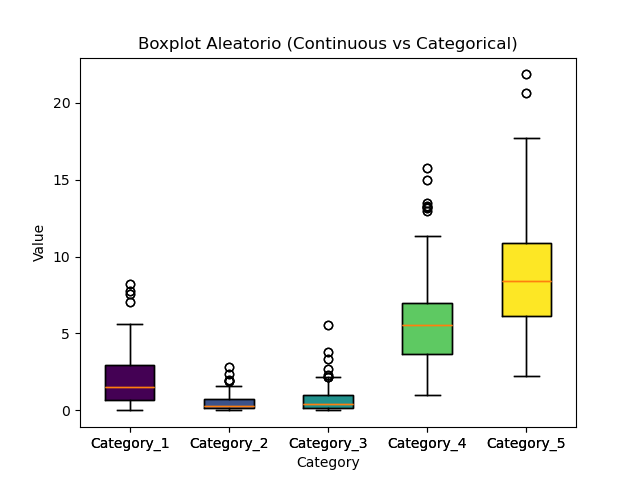 Boxplot Aleatorio (Continuous vs Categorical)
20
15
10
5
0
Value
Category_1 Category_2 Category_3 Category_4 Category_5
Category